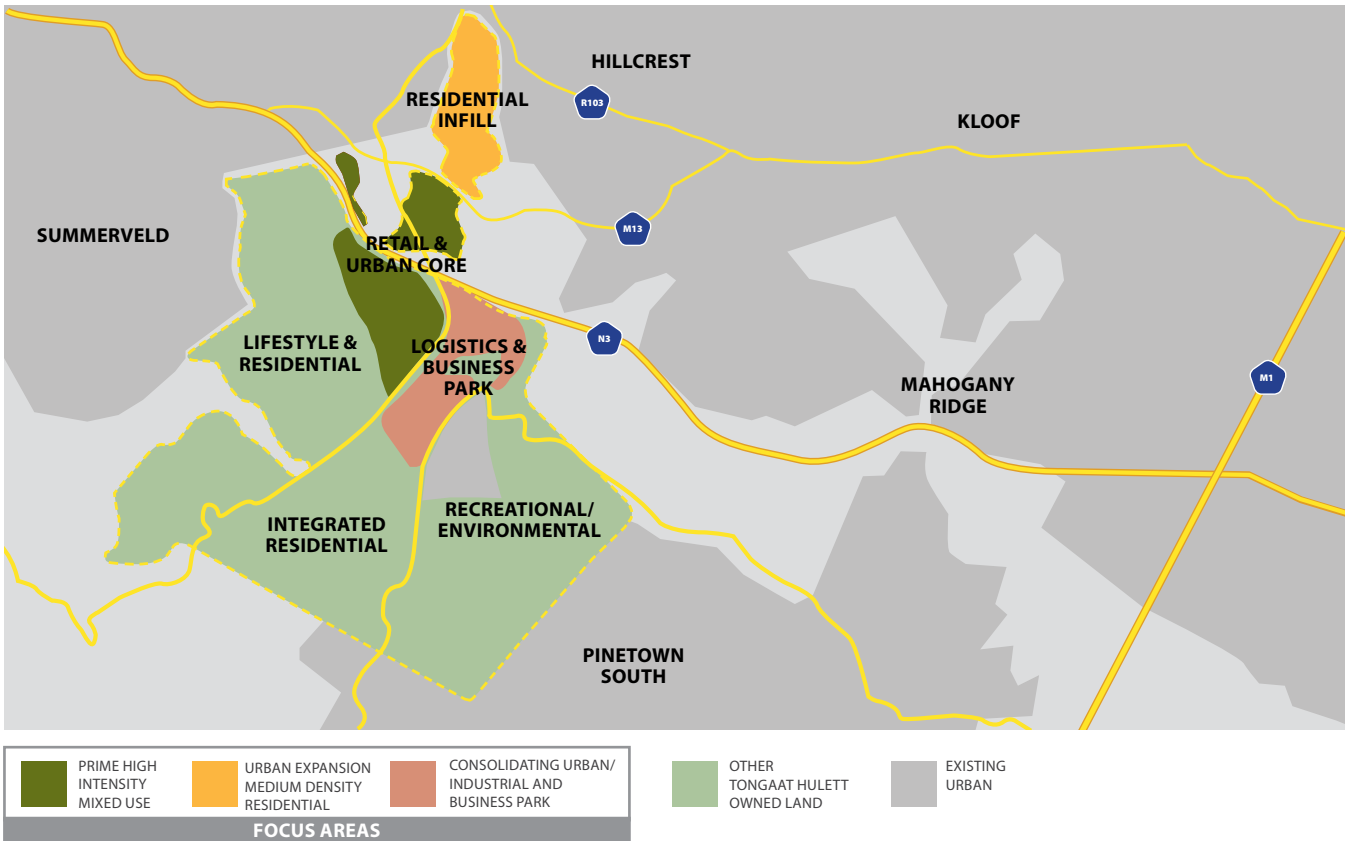 HILLCREST
RESIDENTIAL
INFILL
R103
KLOOF
SUMMERVELD
M13
RETAIL &
URBAN CORE
LIFESTYLE &
RESIDENTIAL
LOGISTICS &
BUSINESS
PARK
N3
MAHOGANY
RIDGE
M1
INTEGRATED
RESIDENTIAL
RECREATIONAL/
ENVIRONMENTAL
PINETOWN
SOUTH
PRIME HIGH
INTENSITY
MIXED USE
URBAN EXPANSION
MEDIUM DENSITY
RESIDENTIAL
CONSOLIDATING URBAN/
INDUSTRIAL AND
BUSINESS PARK
OTHER
TONGAAT HULETT
OWNED LAND
EXISTING
URBAN
FOCUS AREAS